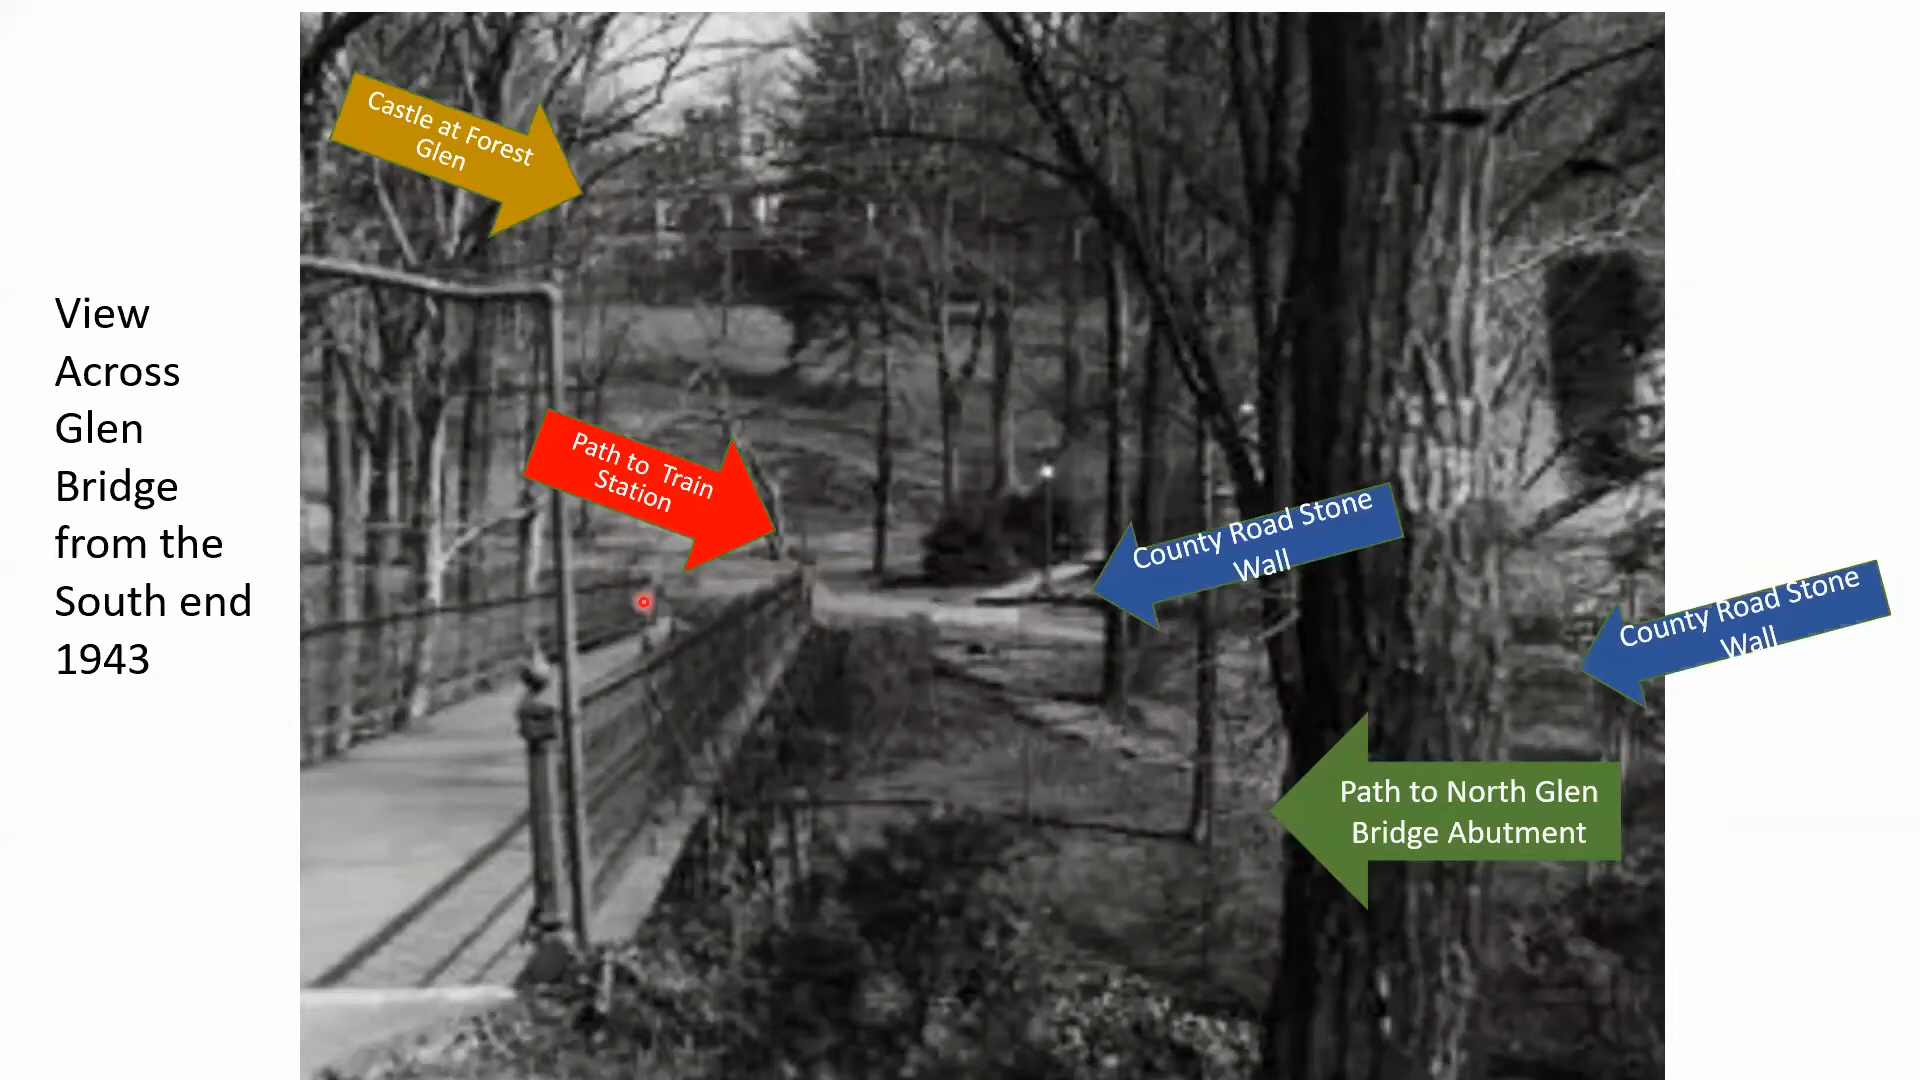 Castle at Forest
Glen
View
Across
Glen
Bridge
from the
South end
1943
Path to Train
Station
County Road Stone
Wall
County Road Stone
Wall
Path to North Glen
Bridge Abutment